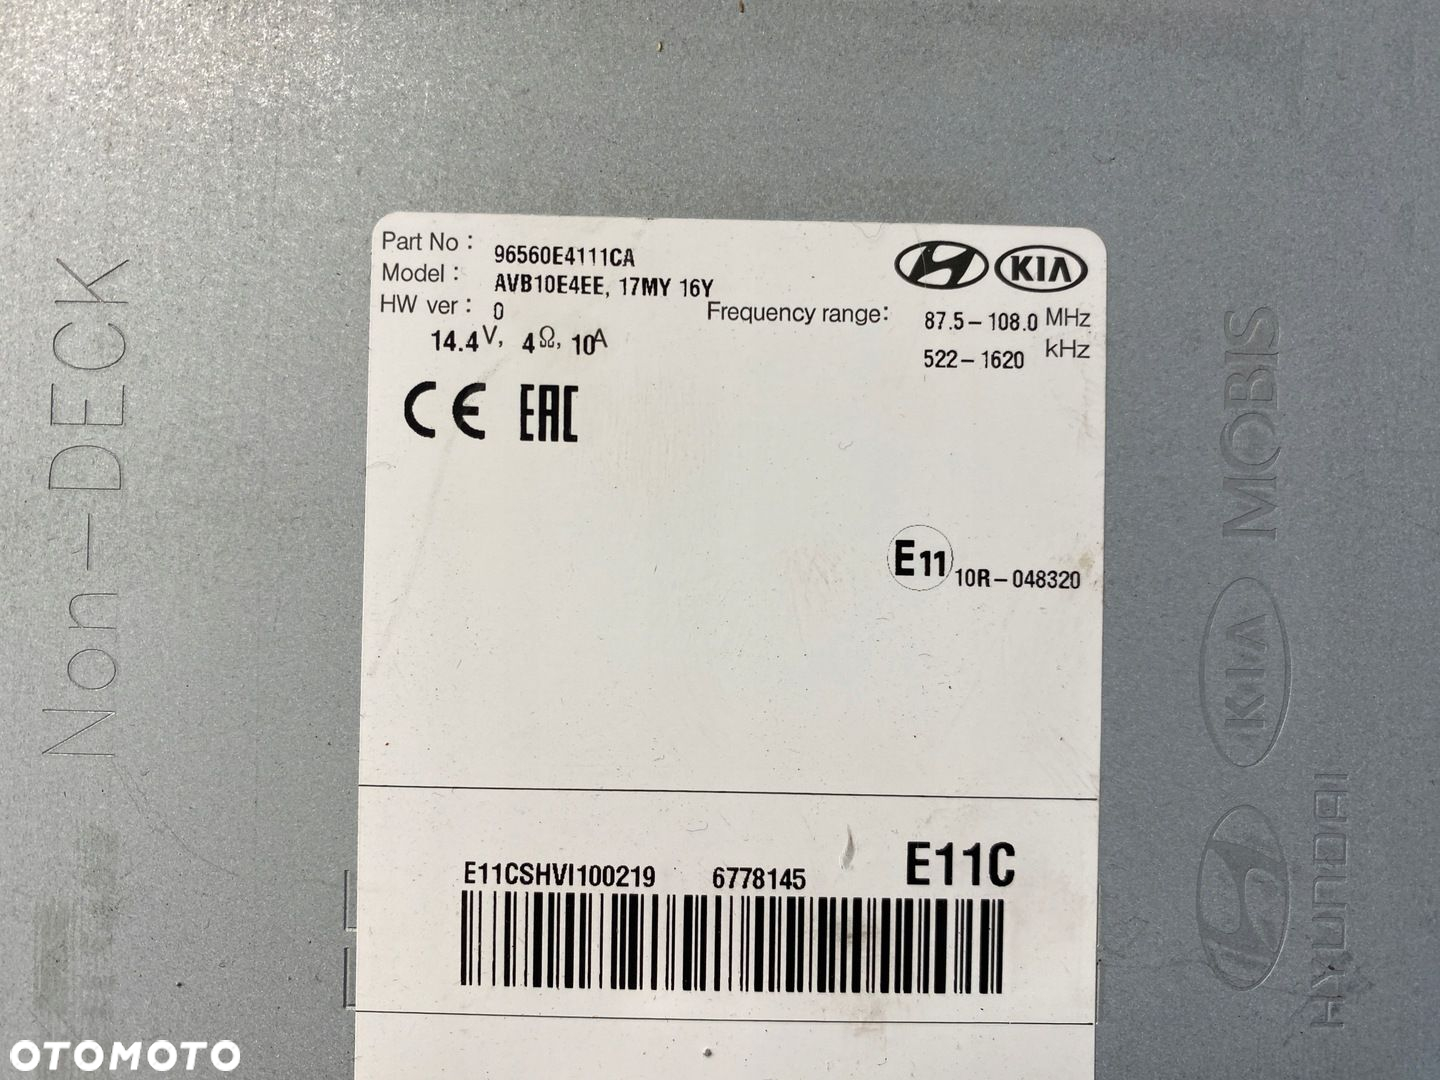 Part No : 96560E4111CA
Model : AVB10E4EE, 17MY 16Y
HW ver : 0
Frequency range: 87.5-108.0 MHz
522-1620 kHz
14.4V, 4Ω, 10A
KIA
CE EAC
E11 10R-048320
E11CSHVI100219 6778145 E11C
Non-DECK
MOBIS
KIA
HYUNDAI
OTOMOTO